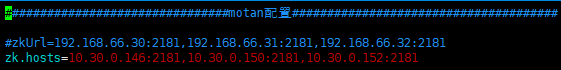 ################################motan配置######################################
#zkUrl=192.168.66.30:2181,192.168.66.31:2181,192.168.66.32:2181
zk.hosts=10.30.0.146:2181,10.30.0.150:2181,10.30.0.152:2181